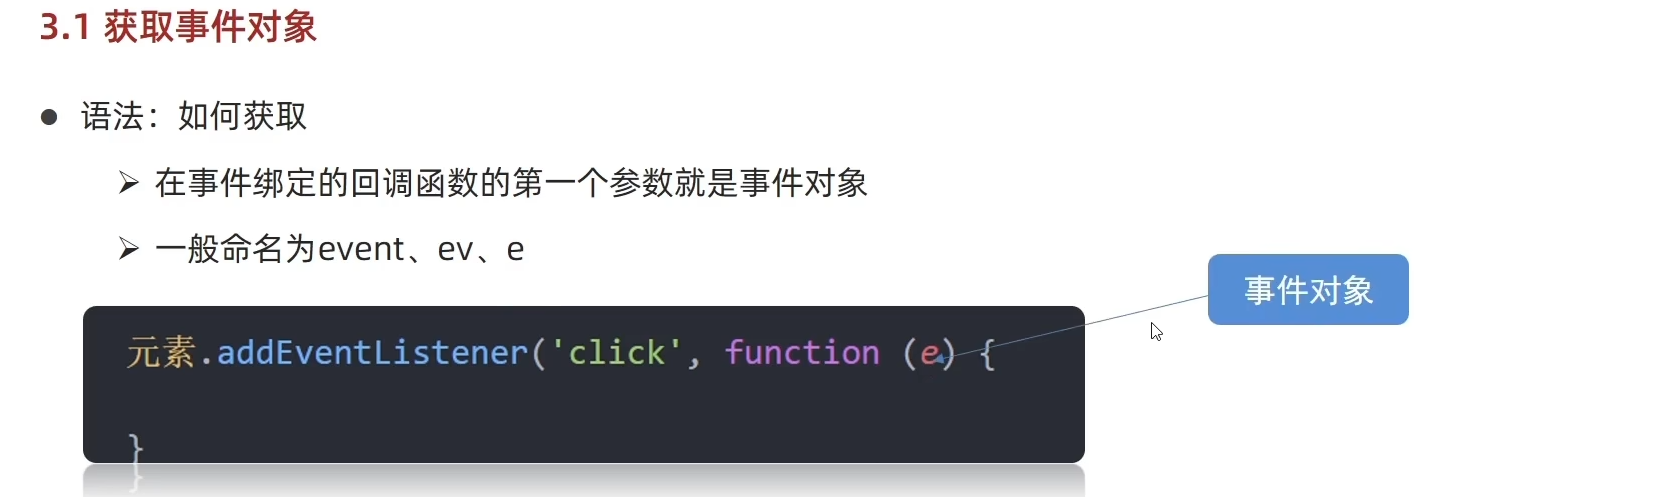 3.1 获取事件对象
语法：如何获取
在事件绑定的回调函数的第一个参数就是事件对象
一般命名为event、ev、e
事件对象
元素.addEventListener('click', function (e) {
}